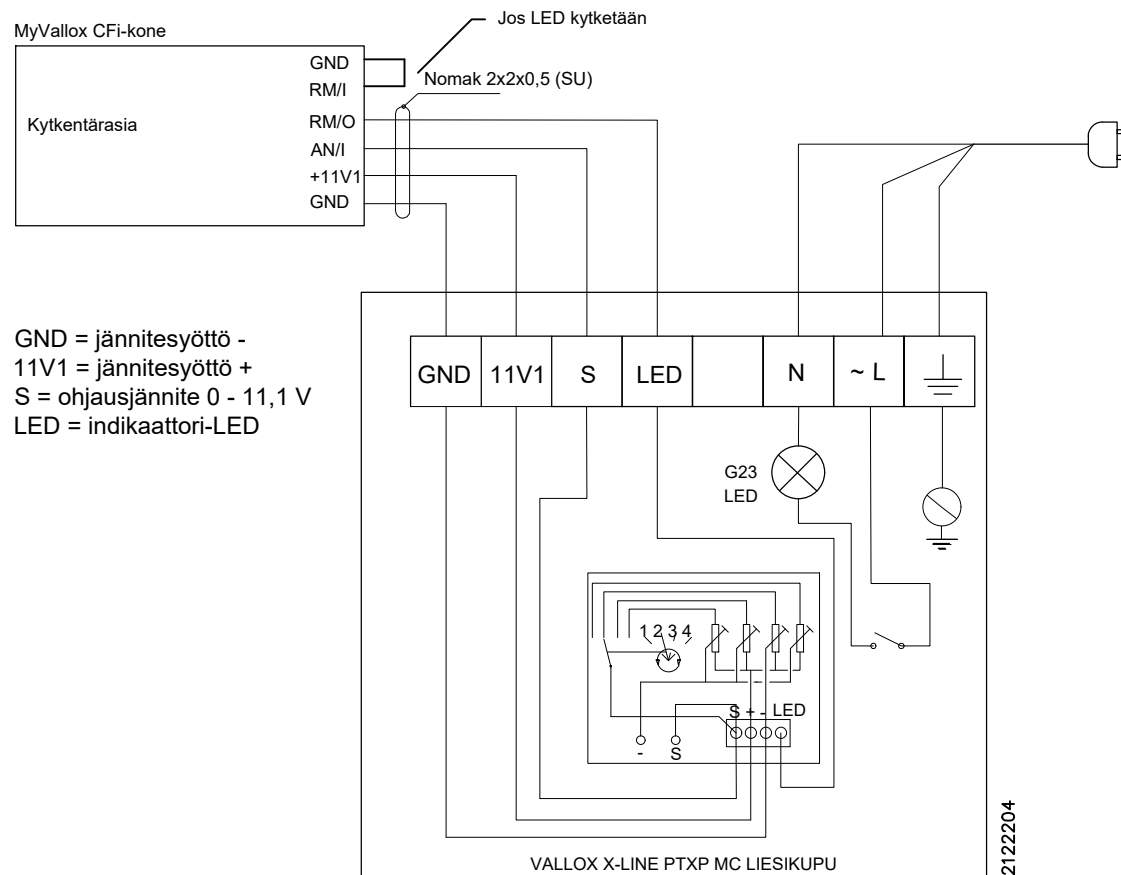 Jos LED kytketään
MyVallox CFi-kone
GND
RM/I
Nomak 2x2x0,5 (SU)
Kytkentärasia
RM/O
AN/I
+11V1
GND
GND = jännitesyöttö -
11V1 = jännitesyöttö +
S = ohjausjännite 0 - 11,1 V
LED = indikaattori-LED
GND 11V1 S LED N ~ L
G23
LED
1 2 3 4
S + - LED
- S
VALLOX X-LINE PTXP MC LIESIKUPU
2122204